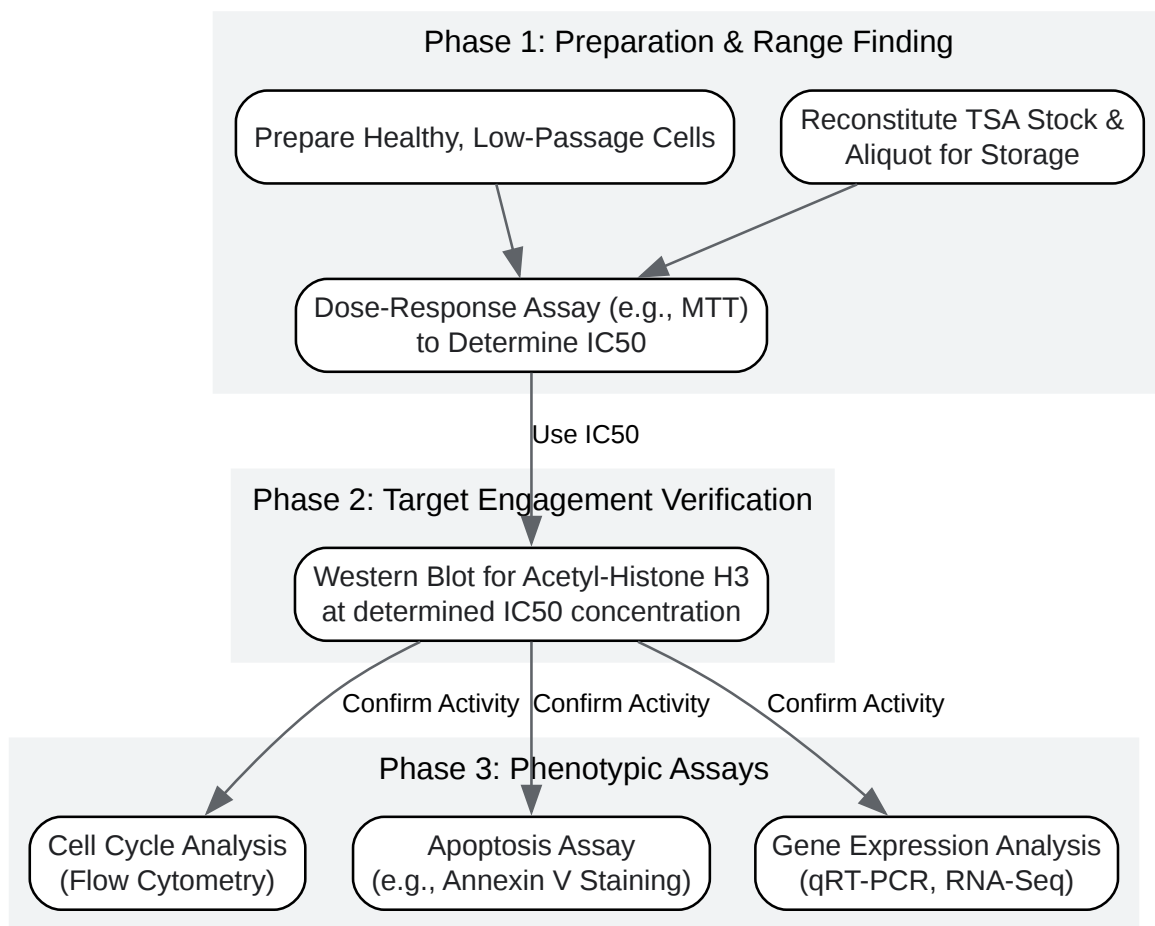 Phase 1: Preparation & Range Finding
Prepare Healthy, Low-Passage Cells
Reconstitute TSA Stock &
Aliquot for Storage
Dose-Response Assay (e.g., MTT)
to Determine IC50
Use IC50
Phase 2: Target Engagement Verification
Western Blot for Acetyl-Histone H3
at determined IC50 concentration
Confirm Activity
Confirm Activity
Confirm Activity
Phase 3: Phenotypic Assays
Cell Cycle Analysis
(Flow Cytometry)
Apoptosis Assay
(e.g., Annexin V Staining)
Gene Expression Analysis
(qRT-PCR, RNA-Seq)